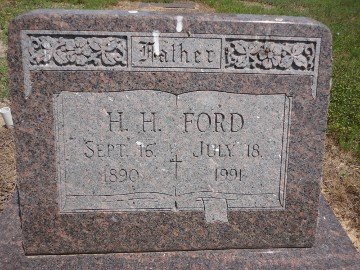 Father
H. H. FORD
SEPT. 16. JULY 18.
1890 1991